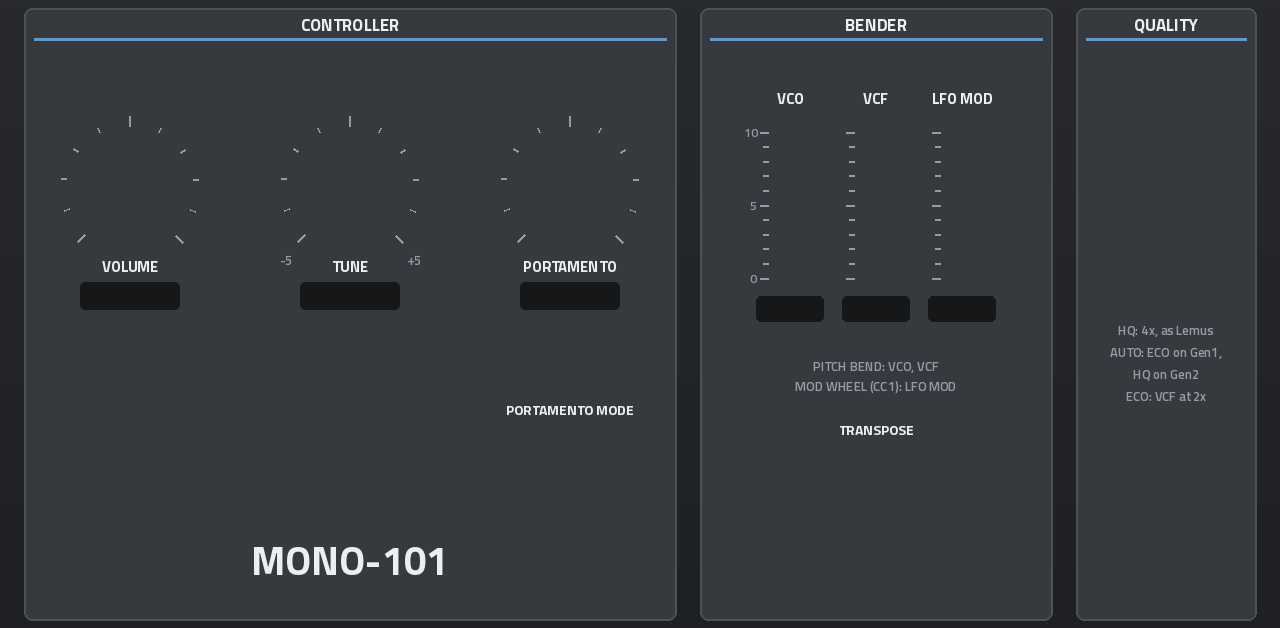 CONTROLLER
VOLUME
-5 TUNE +5
PORTAMENTO
PORTAMENTO MODE
MONO-101
BENDER
VCO VCF LFO MOD
10
5
0
PITCH BEND: VCO, VCF
MOD WHEEL (CC1): LFO MOD
TRANSPOSE
QUALITY
HQ: 4x, as Lemus
AUTO: ECO on Gen1,
HQ on Gen2
ECO: VCF at 2x